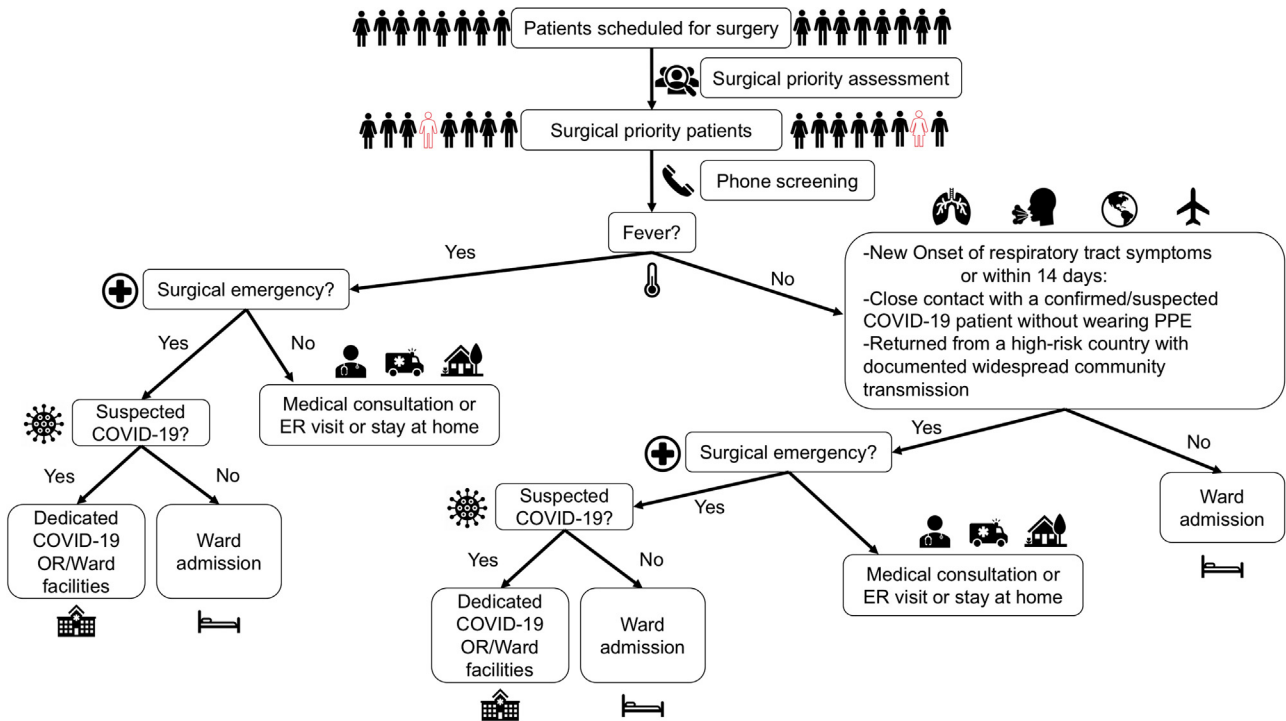 Patients scheduled for surgery
Surgical priority assessment
Surgical priority patients
Phone screening
Fever?
Yes
No
Surgical emergency?
Yes
No
Suspected
COVID-19?
Yes
No
Dedicated
COVID-19
OR/Ward
facilities
Ward
admission
Medical consultation or
ER visit or stay at home
-New Onset of respiratory tract symptoms
or within 14 days:
-Close contact with a confirmed/suspected
COVID-19 patient without wearing PPE
-Returned from a high-risk country with
documented widespread community
transmission
Yes
No
Surgical emergency?
Yes
No
Suspected
COVID-19?
Yes
No
Dedicated
COVID-19
OR/Ward
facilities
Ward
admission
Medical consultation or
ER visit or stay at home
Ward
admission